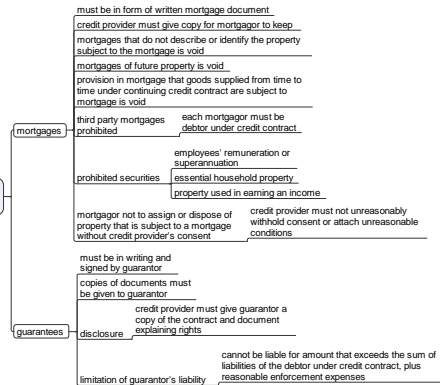 must be in form of written mortgage document
credit provider must give copy for mortgagor to keep
mortgages that do not describe or identify the property
subject to the mortgage is void
mortgages of future property is void
provision in mortgage that goods supplied from time to
time under continuing credit contract are subject to
mortgage is void
mortgages
third party mortgages
prohibited
each mortgagor must be
debtor under credit contract
prohibited securities
employees' remuneration or
superannuation
essential household property
property used in earning an income
mortgagor not to assign or dispose of
property that is subject to a mortgage
without credit provider's consent
credit provider must not unreasonably
withhold consent or attach unreasonable
conditions
guarantees
must be in writing and
signed by guarantor
copies of documents must
be given to guarantor
disclosure
credit provider must give guarantor a
copy of the contract and document
explaining rights
limitation of guarantor's liability
cannot be liable for amount that exceeds the sum of
liabilities of the debtor under credit contract, plus
reasonable enforcement expenses